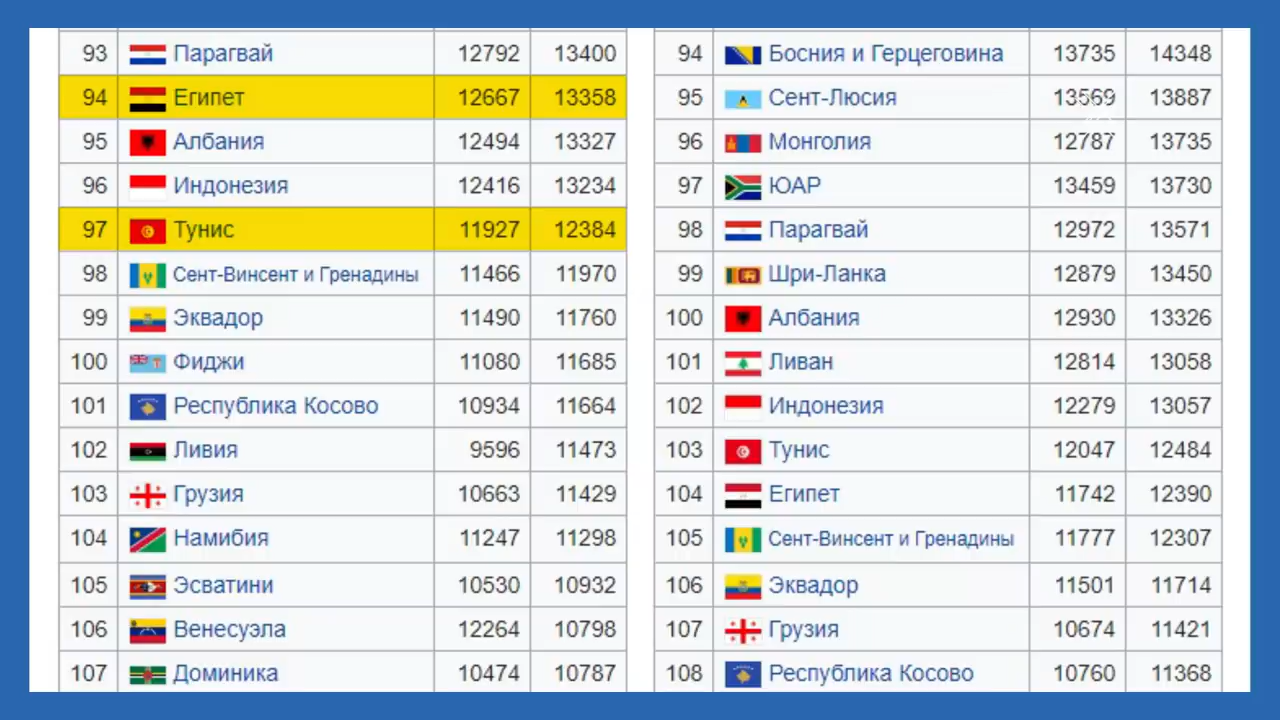 93 Парагвай 12792 13400
94 Египет 12667 13358
95 Албания 12494 13327
96 Индонезия 12416 13234
97 Тунис 11927 12384
98 Сент-Винсент и Гренадины 11466 11970
99 Эквадор 11490 11760
100 Фиджи 11080 11685
101 Республика Косово 10934 11664
102 Ливия 9596 11473
103 Грузия 10663 11429
104 Намибия 11247 11298
105 Эсватини 10530 10932
106 Венесуэла 12264 10798
107 Доминика 10474 10787
94 Босния и Герцеговина 13735 14348
95 Сент-Люсия 13569 13887
96 Монголия 12787 13735
97 ЮАР 13459 13730
98 Парагвай 12972 13571
99 Шри-Ланка 12879 13450
100 Албания 12930 13326
101 Ливан 12814 13058
102 Индонезия 12279 13057
103 Тунис 12047 12484
104 Египет 11742 12390
105 Сент-Винсент и Гренадины 11777 12307
106 Эквадор 11501 11714
107 Грузия 10674 11421
108 Республика Косово 10760 11368